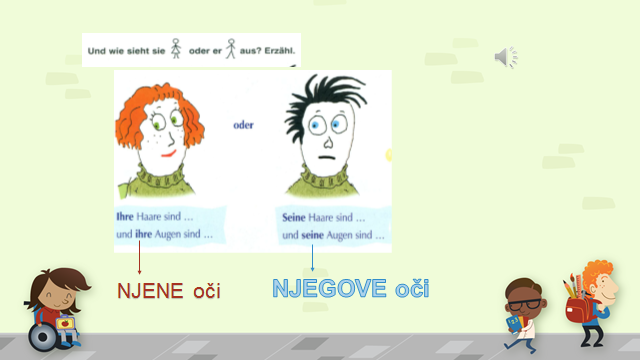 Und wie sieht sie oder er aus? Erzähl.
oder
Ihre Haare sind ...
und ihre Augen sind ...
Seine Haare sind ...
und seine Augen sind ...
NJENE oči
NJEGOVE oči